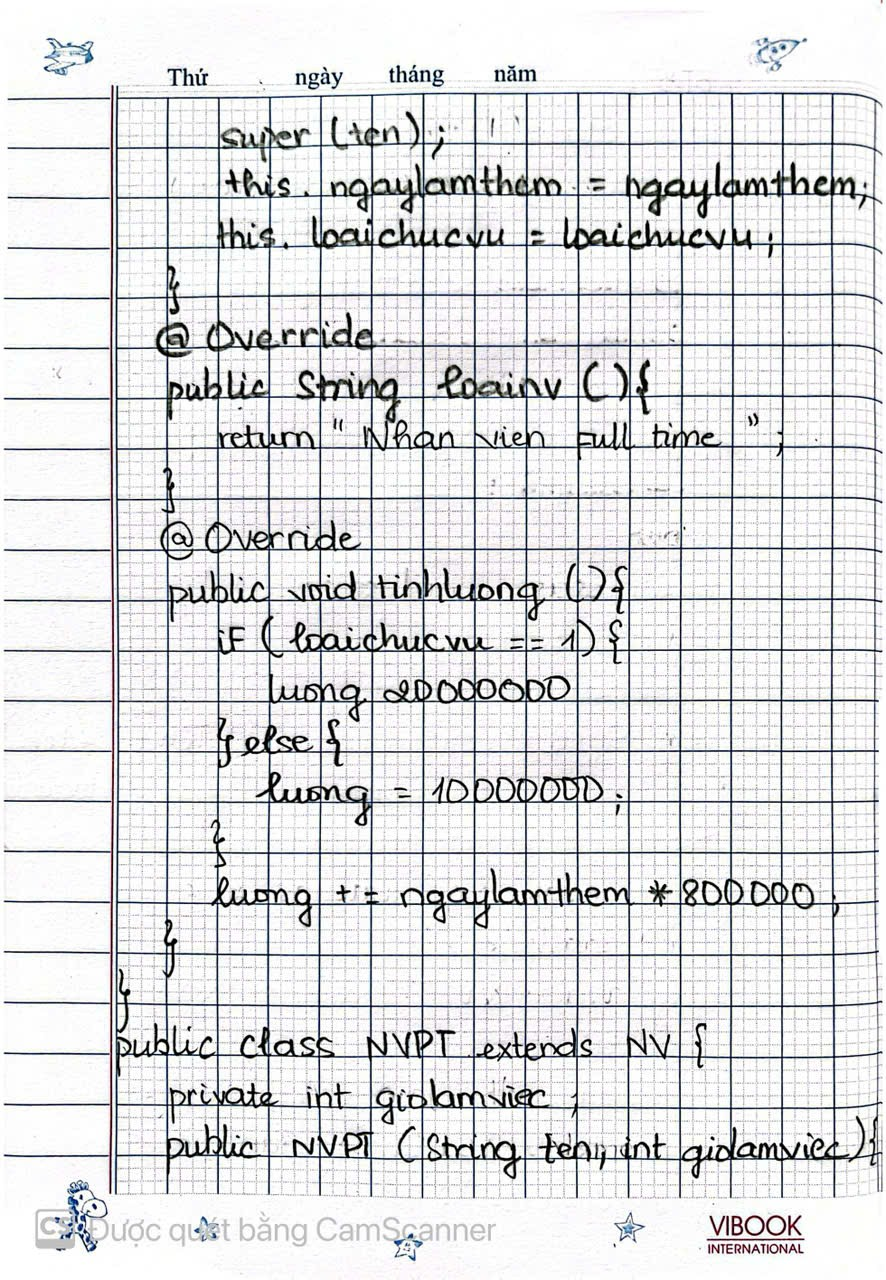 Thứ ngày tháng năm
super (ten);
this. ngaylamthem = ngaylamthem;
this. loaichucvu = loaichucvu;
}
@ Override
public String loainv () {
return " Nhan vien Full time ";
}
@ Override
public void tinhluong () {
if ( loaichucvu == 1) {
luong 20000000
} else {
luong = 10000000;
}
luong += ngaylamthem * 800000;
}
}
public class NVPT extends NV {
private int giolamviec;
public NVPT (String ten, int giolamviec) {
CS Được quét bằng CamScanner
VIBOOK
INTERNATIONAL